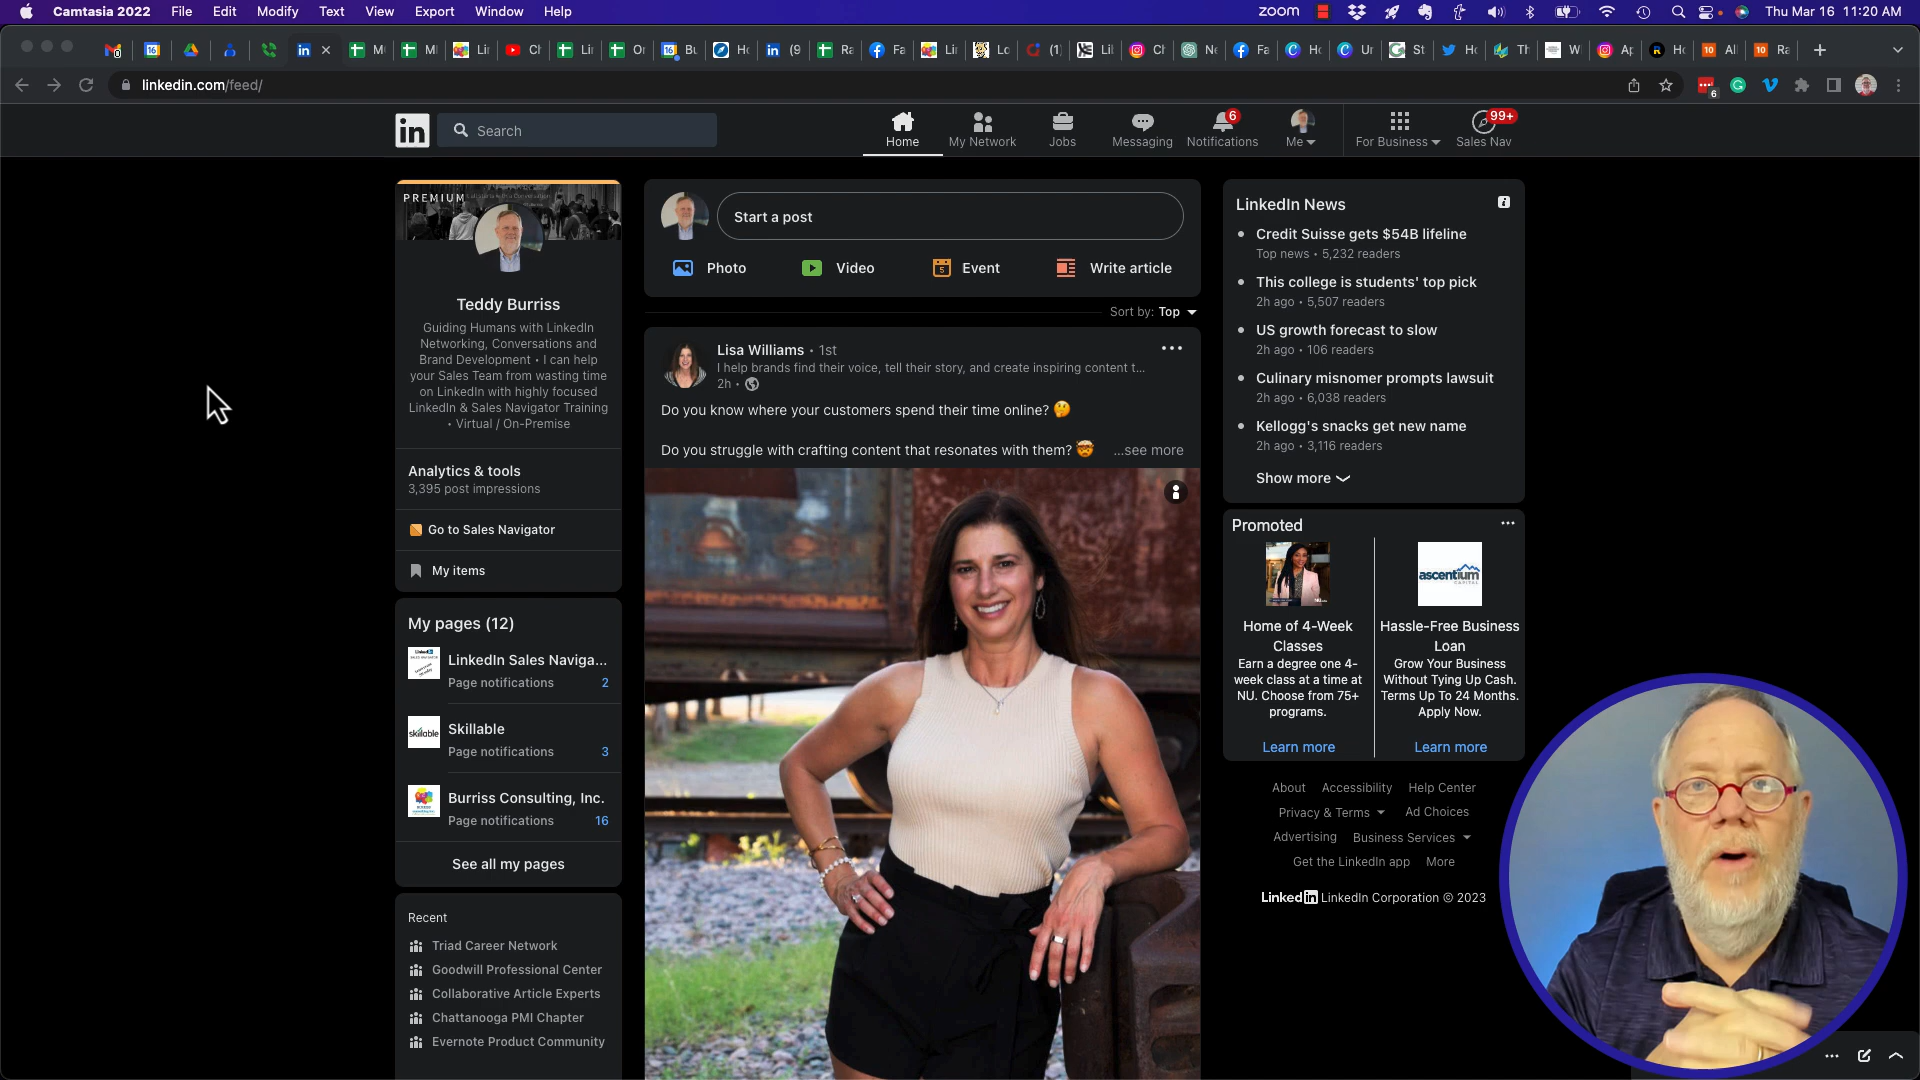 Camtasia 2022 File Edit Modify Text View Export Window Help
zoom
Thu Mar 16 11:20 AM
linkedin.com/feed/
6
in
Search
Home
My Network
Jobs
Messaging
6
Notifications
Me
For Business
99+
Sales Nav
PREMIUM
Teddy Burriss
Guiding Humans with LinkedIn
Networking, Conversations and
Brand Development • I can help
your Sales Team from wasting time
on LinkedIn with highly focused
LinkedIn & Sales Navigator Training
• Virtual / On-Premise
Analytics & tools
3,395 post impressions
Go to Sales Navigator
My items
My pages (12)
LinkedIn Sales Naviga...
Page notifications 2
skillable
Skillable
Page notifications 3
Burriss Consulting, Inc.
Page notifications 16
See all my pages
Recent
Triad Career Network
Goodwill Professional Center
Collaborative Article Experts
Chattanooga PMI Chapter
Evernote Product Community
Start a post
Photo
Video
Event
Write article
Sort by: Top
Lisa Williams • 1st
I help brands find their voice, tell their story, and create inspiring content t...
2h •
Do you know where your customers spend their time online? 🤔
Do you struggle with crafting content that resonates with them? 🤯 ...see more
LinkedIn News
Credit Suisse gets $54B lifeline
Top news • 5,232 readers
This college is students' top pick
2h ago • 5,507 readers
US growth forecast to slow
2h ago • 106 readers
Culinary misnomer prompts lawsuit
2h ago • 6,038 readers
Kellogg's snacks get new name
2h ago • 3,116 readers
Show more
Promoted
Home of 4-Week
Classes
Earn a degree one 4-
week class at a time at
NU. Choose from 75+
programs.
Learn more
ascentium
CAPITAL
Hassle-Free Business
Loan
Grow Your Business
Without Tying Up Cash.
Terms Up To 24 Months.
Apply Now.
Learn more
About Accessibility Help Center
Privacy & Terms Ad Choices
Advertising Business Services
Get the LinkedIn app More
LinkedIn LinkedIn Corporation © 2023